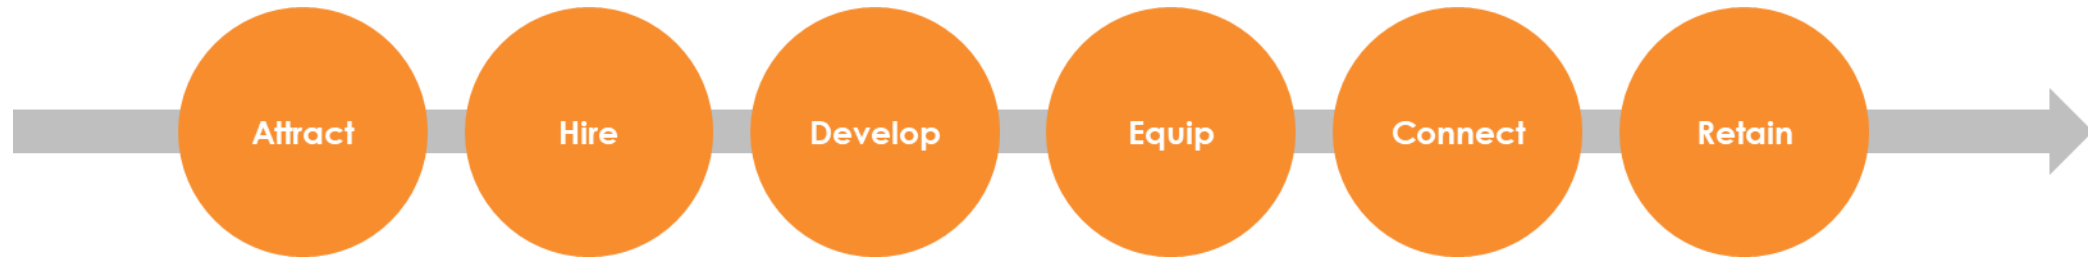 Attract
Hire
Develop
Equip
Connect
Retain